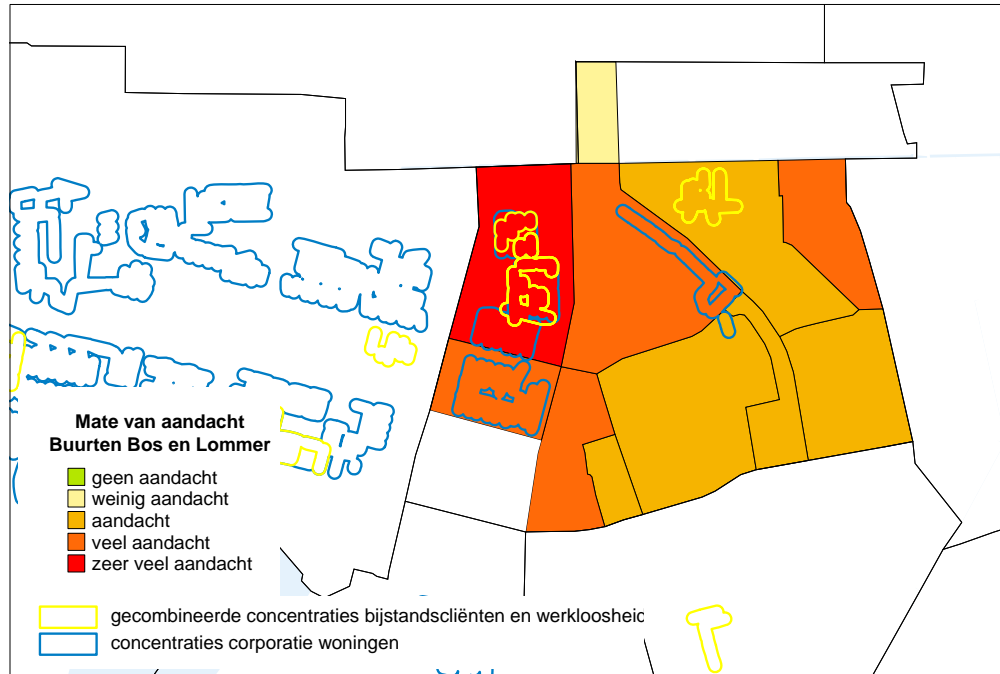 Mate van aandacht
Buurten Bos en Lommer
geen aandacht
weinig aandacht
aandacht
veel aandacht
zeer veel aandacht
gecombineerde concentraties bijstandscliënten en werklooshei
concentraties corporatie woningen